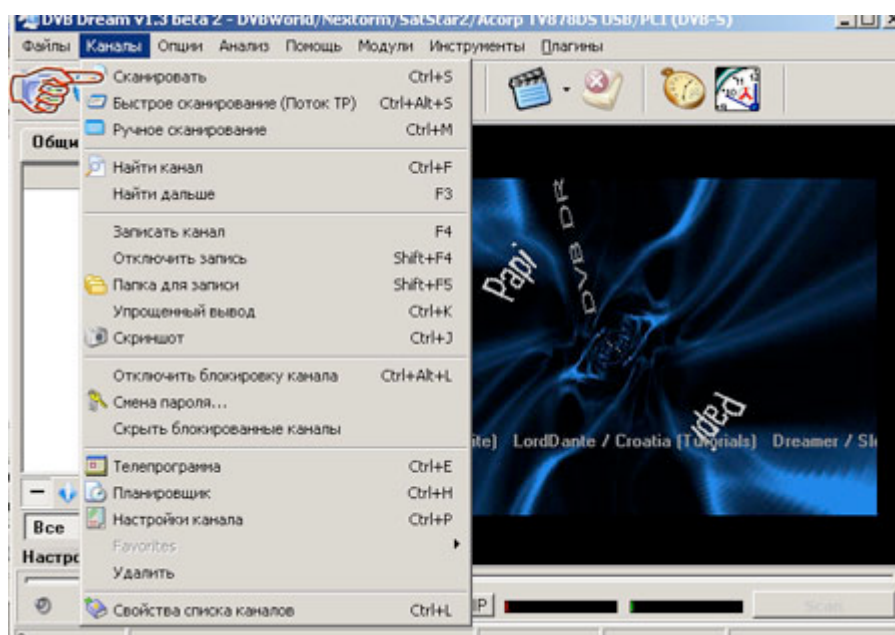 DVB Dream v1.3 beta 2 - DVBWorld/Nextorm/SatStar2/Acorp TV878DS USB/PCI (DVB-S)
Файлы Каналы Опции Анализ Помощь Модули Инструменты Плагины
Сканировать Ctrl+S
Быстрое сканирование (Поток TP) Ctrl+Alt+S
Ручное сканирование Ctrl+M
Общи
Найти канал Ctrl+F
Найти дальше F3
Записать канал F4
Отключить запись Shift+F4
Папка для записи Shift+F5
Упрощенный вывод Ctrl+K
Скриншот Ctrl+J
Отключить блокировку канала Ctrl+Alt+L
Смена пароля...
Скрыть блокированные каналы
Телепрограмма Ctrl+E
Планировщик Ctrl+H
Настройки канала Ctrl+P
Favorites
Удалить
Свойства списка каналов Ctrl+L
Все
Настро
DVB DR
Papi
Papi
ite] LordDante / Croatia [Tutorials] Dreamer / Sl
IP
Scan